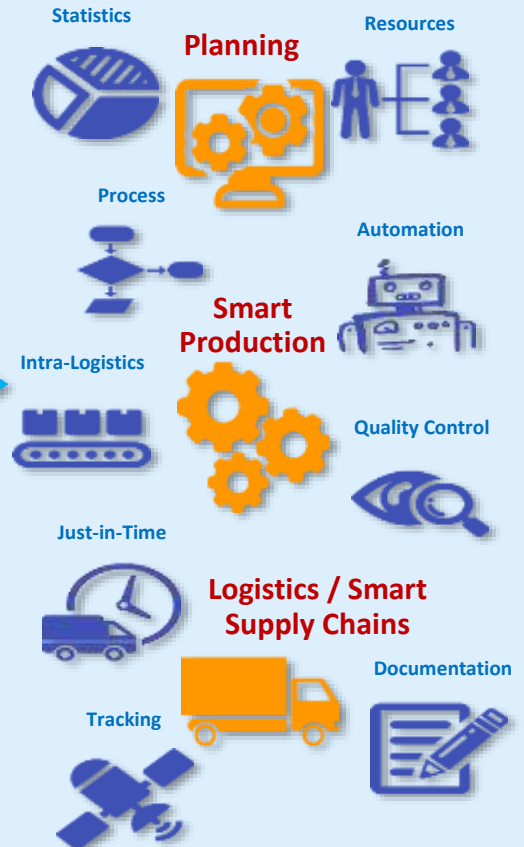 Statistics
Planning
Resources
Process
Automation
Smart
Production
Intra-Logistics
Quality Control
Just-in-Time
Logistics / Smart
Supply Chains
Documentation
Tracking